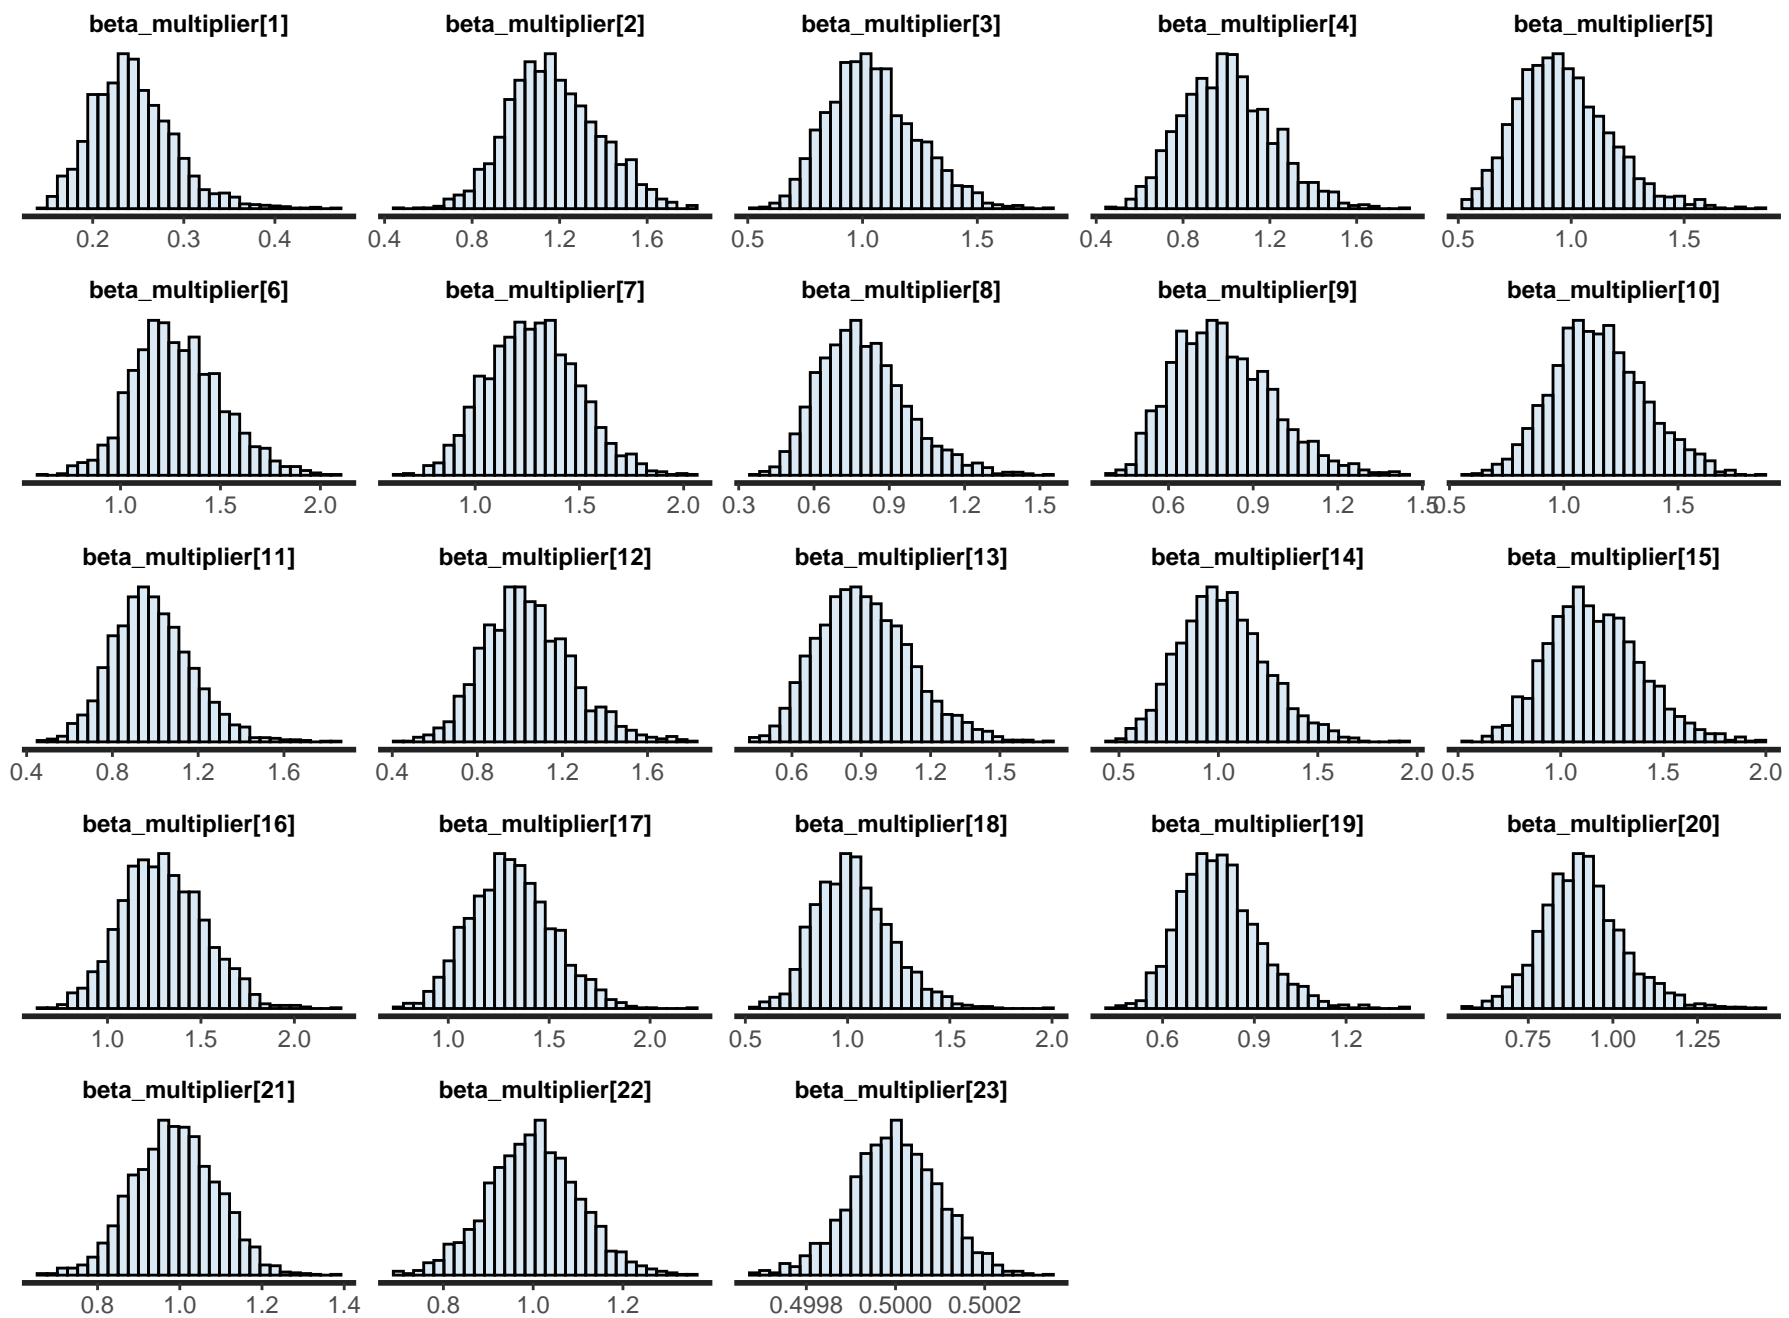 beta_multiplier[1] beta_multiplier[2] beta_multiplier[3] beta_multiplier[4] beta_multiplier[5]
0.2 0.3 0.4 0.4 0.8 1.2 1.6 0.5 1.0 1.5 0.4 0.8 1.2 1.6 0.5 1.0 1.5
beta_multiplier[6] beta_multiplier[7] beta_multiplier[8] beta_multiplier[9] beta_multiplier[10]
1.0 1.5 2.0 1.0 1.5 2.0 0.3 0.6 0.9 1.2 1.5 0.6 0.9 1.2 1.5 0.5 1.0 1.5
beta_multiplier[11] beta_multiplier[12] beta_multiplier[13] beta_multiplier[14] beta_multiplier[15]
0.4 0.8 1.2 1.6 0.4 0.8 1.2 1.6 0.6 0.9 1.2 1.5 0.5 1.0 1.5 2.0 0.5 1.0 1.5 2.0
beta_multiplier[16] beta_multiplier[17] beta_multiplier[18] beta_multiplier[19] beta_multiplier[20]
1.0 1.5 2.0 1.0 1.5 2.0 0.5 1.0 1.5 2.0 0.6 0.9 1.2 0.75 1.00 1.25
beta_multiplier[21] beta_multiplier[22] beta_multiplier[23]
0.8 1.0 1.2 1.4 0.8 1.0 1.2 0.4998 0.5000 0.5002